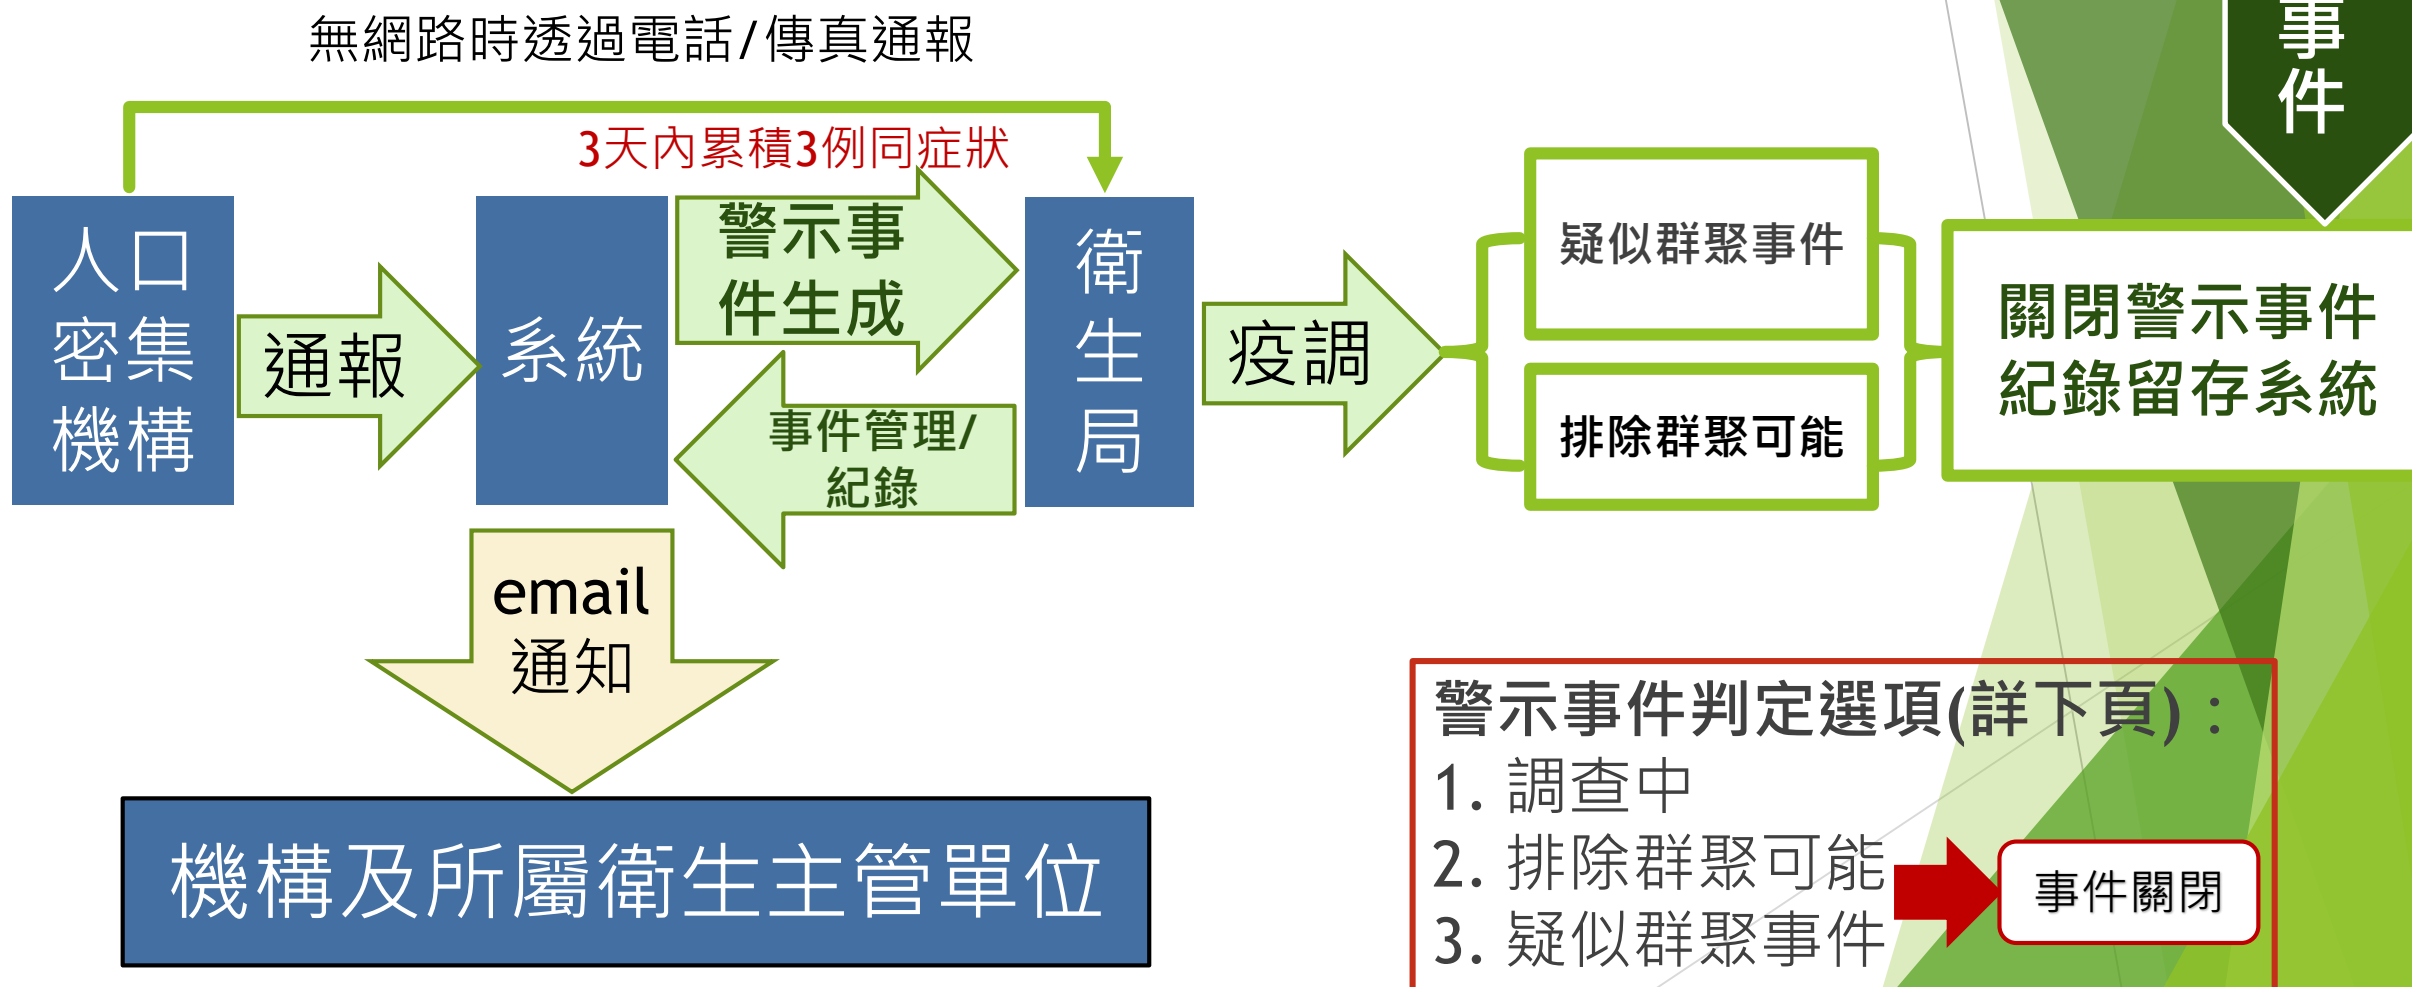 無網路時透過電話/傳真通報
事
件
3天內累積3例同症狀
人口
密集
機構
通報
系統
警示事
件生成
事件管理/
紀錄
衛
生
局
疫調
疑似群聚事件
排除群聚可能
關閉警示事件
紀錄留存系統
email
通知
機構及所屬衛生主管單位
警示事件判定選項(詳下頁)：
1. 調查中
2. 排除群聚可能
3. 疑似群聚事件
事件關閉